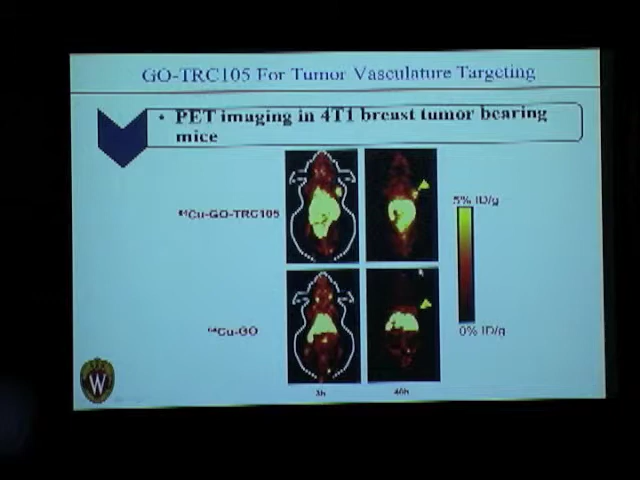 GO-TRC105 For Tumor Vasculature Targeting
• PET imaging in 4T1 breast tumor bearing
mice
5% ID/g
⁶⁴Cu-GO-TRC105
⁶⁴Cu-GO
0% ID/g
W
3h